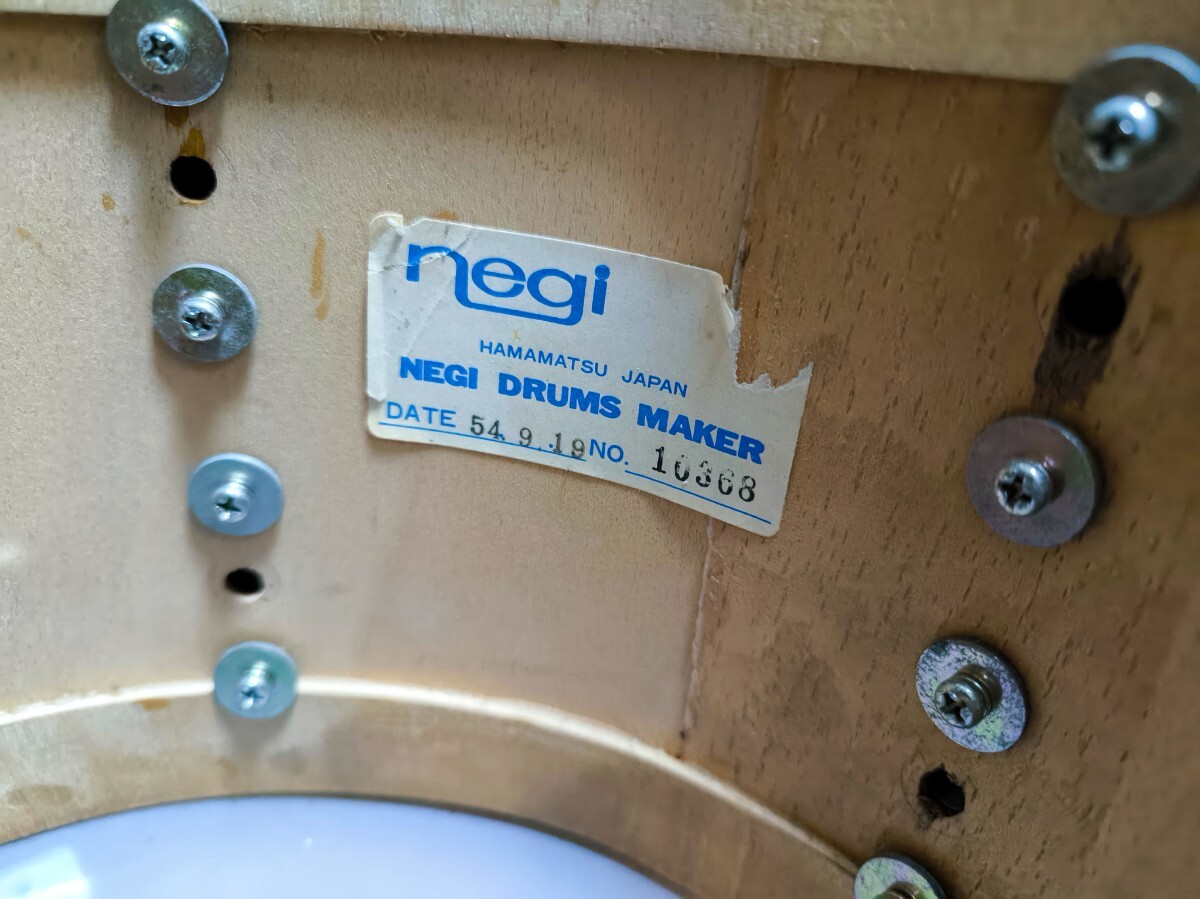 negi
HAMAMATSU JAPAN
NEGI DRUMS MAKER
DATE 54.9.19 NO. 10368